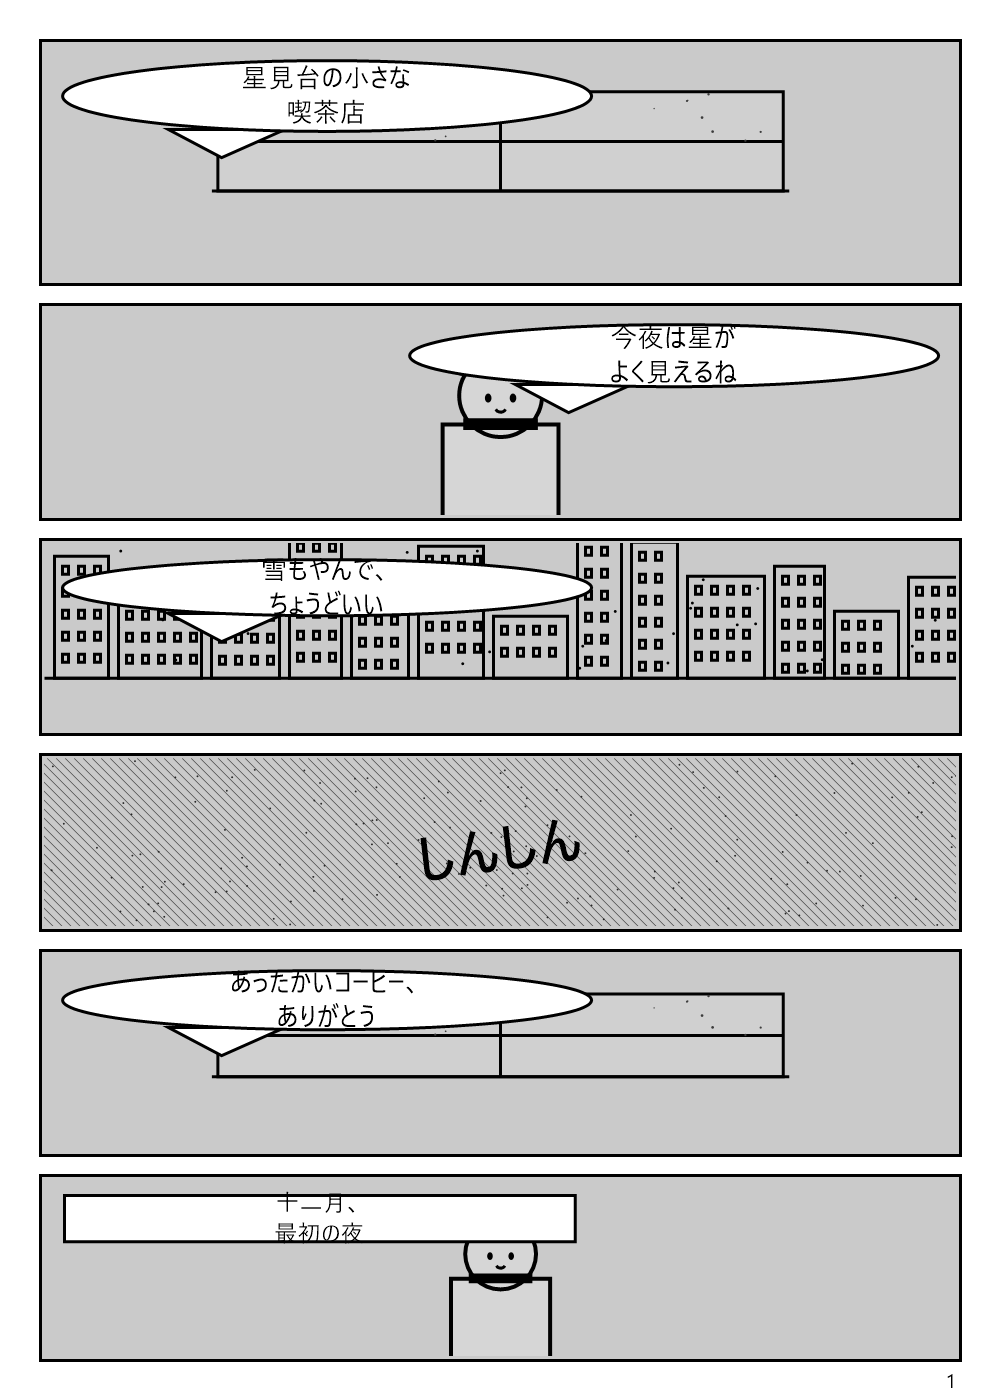 星見台の小さな
喫茶店
今夜は星が
よく見えるね
雪もやんで、
ちょうどいい
しんしん
あったかいコーヒー、
ありがとう
十二月、
最初の夜
1